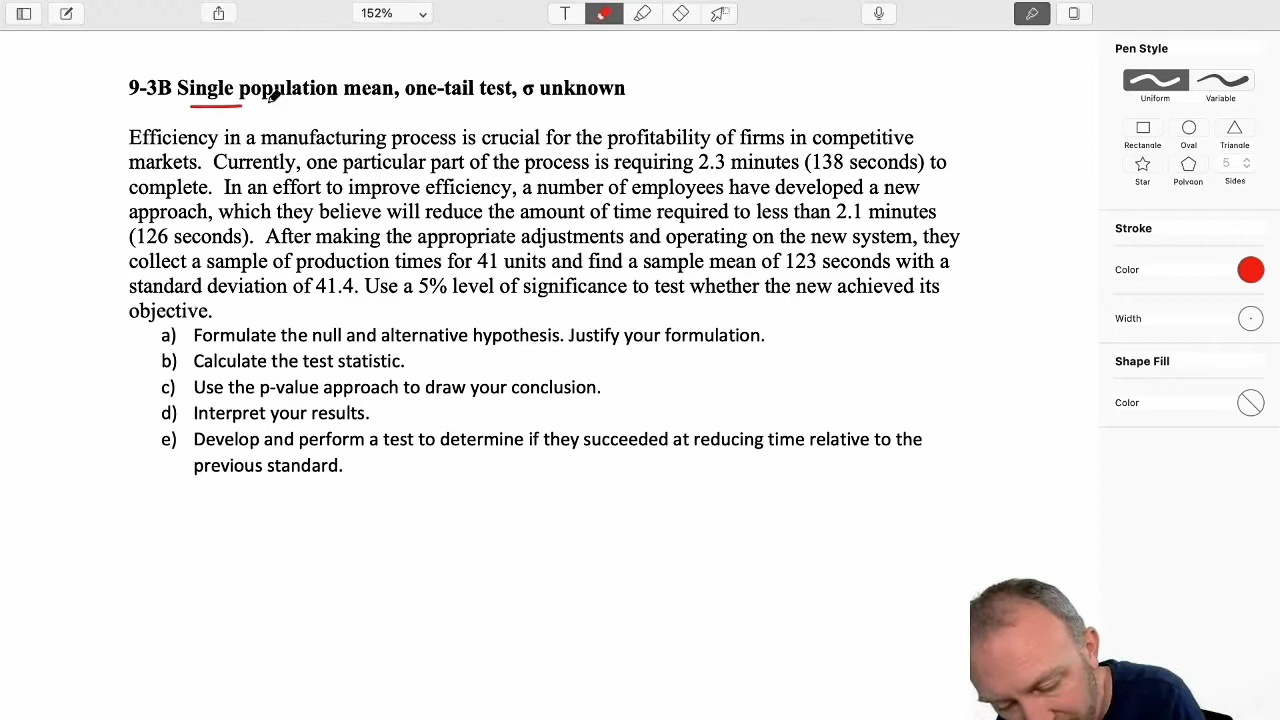 152%
T
9-3B Single population mean, one-tail test, σ unknown
Efficiency in a manufacturing process is crucial for the profitability of firms in competitive
markets. Currently, one particular part of the process is requiring 2.3 minutes (138 seconds) to
complete. In an effort to improve efficiency, a number of employees have developed a new
approach, which they believe will reduce the amount of time required to less than 2.1 minutes
(126 seconds). After making the appropriate adjustments and operating on the new system, they
collect a sample of production times for 41 units and find a sample mean of 123 seconds with a
standard deviation of 41.4. Use a 5% level of significance to test whether the new achieved its
objective.
a) Formulate the null and alternative hypothesis. Justify your formulation.
b) Calculate the test statistic.
c) Use the p-value approach to draw your conclusion.
d) Interpret your results.
e) Develop and perform a test to determine if they succeeded at reducing time relative to the
previous standard.
Pen Style
Uniform Variable
Rectangle Oval Triangle
5
Star Polygon Sides
Stroke
Color
Width
Shape Fill
Color